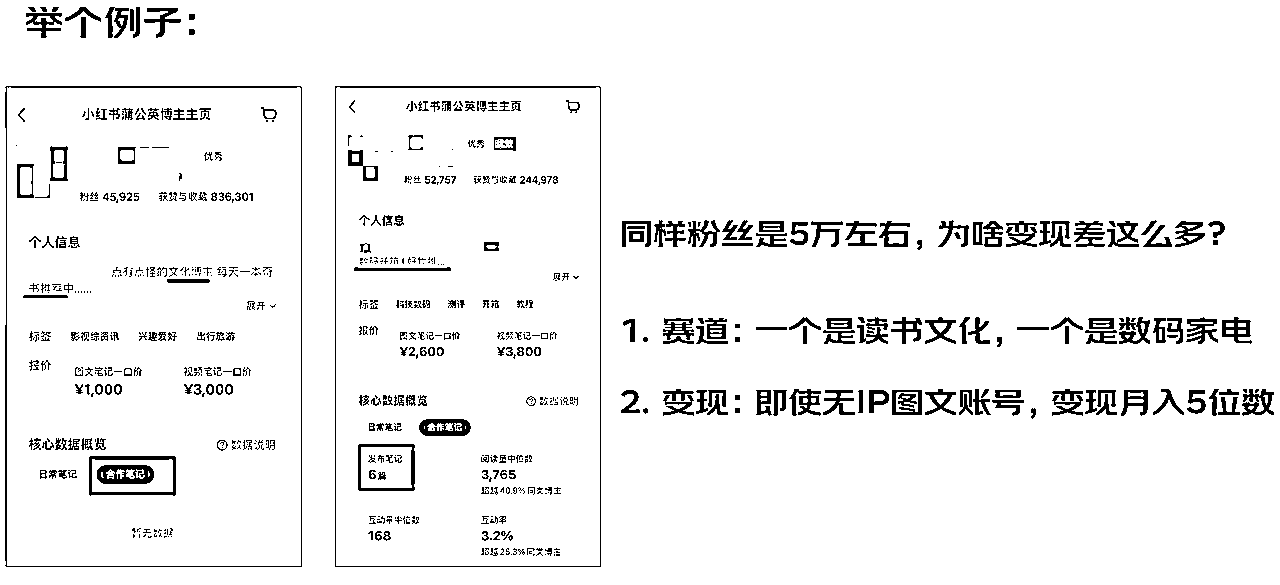 举个例子：
小红书蒲公英博主主页
优秀
粉丝 45,925 获赞与收藏 836,301
个人信息
点有点怪的文化博主 每天一本奇
书推荐中......
展开
标签 影视综资讯 兴趣爱好 出行旅游
报价 图文笔记一口价 视频笔记一口价
¥1,000 ¥3,000
核心数据概览 数据说明
日常笔记 合作笔记
暂无数据
小红书蒲公英博主主页
优秀
粉丝 52,757 获赞与收藏 244,978
个人信息
展开
标签 科技数码 测评 开箱 教程
报价 图文笔记一口价 视频笔记一口价
¥2,600 ¥3,800
核心数据概览 数据说明
日常笔记 合作笔记
发布笔记 阅读量中位数
6篇 3,765
超越40.9%同类博主
互动量中位数 互动率
168 3.2%
超越25.3%同类博主
同样粉丝是5万左右，为啥变现差这么多？
1. 赛道：一个是读书文化，一个是数码家电
2. 变现：即使无IP图文账号，变现月入5位数